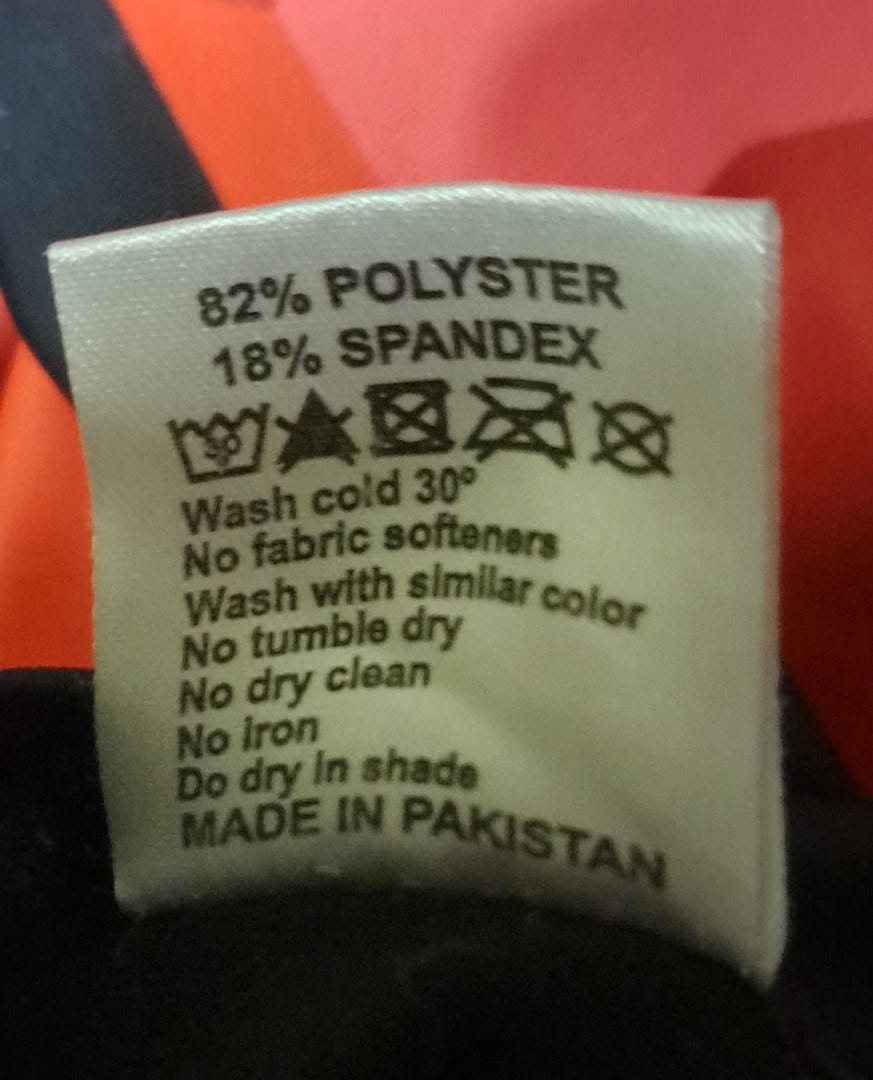 82% POLYSTER
18% SPANDEX
30
Wash cold 30°
No fabric softeners
Wash with similar color
No tumble dry
No dry clean
No iron
Do dry in shade
MADE IN PAKISTAN